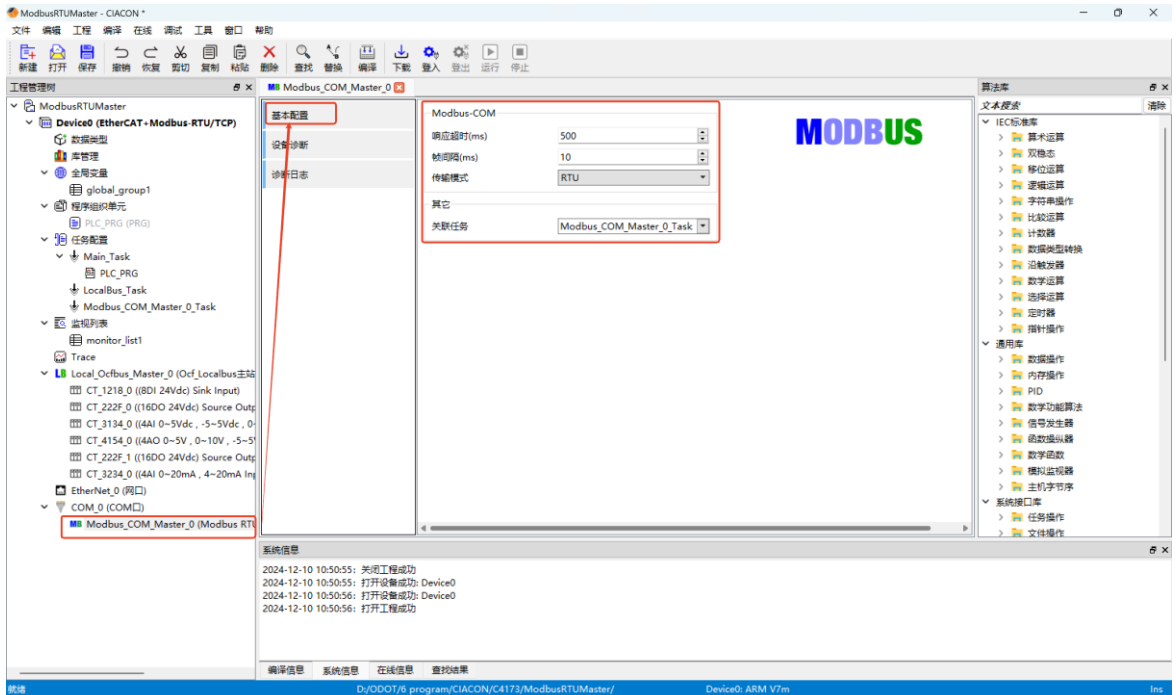 ModbusRTUMaster - CIACON *
文件 编辑 工程 编译 在线 调试 工具 窗口 帮助
新建 打开 保存 撤销 恢复 剪切 复制 粘贴 删除 查找 替换 编译 下载 登入 登出 运行 停止
工程管理树
ModbusRTUMaster
Device0 (EtherCAT+Modbus-RTU/TCP)
数据类型
库管理
全局变量
global_group1
程序组织单元
PLC_PRG (PRG)
任务配置
Main_Task
PLC_PRG
LocalBus_Task
Modbus_COM_Master_0_Task
监视列表
monitor_list1
Trace
LB Local_Ocfbus_Master_0 (Ocf_Localbus主站
CT_1218_0 ((8DI 24Vdc) Sink Input)
CT_222F_0 ((16DO 24Vdc) Source Outp
CT_3134_0 ((4AI 0~5Vdc , -5~5Vdc , 0~
CT_4154_0 ((4AO 0~5V , 0~10V , -5~5V
CT_222F_1 ((16DO 24Vdc) Source Outp
CT_3234_0 ((4AI 0~20mA , 4~20mA Inp
EtherNet_0 (网口)
COM_0 (COM口)
MB Modbus_COM_Master_0 (Modbus RTU
MB Modbus_COM_Master_0
基本配置
设备诊断
诊断日志
Modbus-COM
响应超时(ms) 500
帧间隔(ms) 10
传输模式 RTU
其它
关联任务 Modbus_COM_Master_0_Task
MODBUS
算法库
文本搜索 清除
IEC标准库
算术运算
双稳态
移位运算
逻辑运算
字符串操作
比较运算
计数器
数据类型转换
沿触发器
数学运算
选择运算
定时器
指针操作
通用库
数据操作
内存操作
PID
数学功能算法
信号发生器
函数操纵器
数学函数
模拟监视器
主机字节序
系统接口库
任务操作
文件操作
系统信息
2024-12-10 10:50:55: 关闭工程成功
2024-12-10 10:50:55: 打开设备成功: Device0
2024-12-10 10:50:56: 打开设备成功: Device0
2024-12-10 10:50:56: 打开工程成功
编译信息 系统信息 在线信息 查找结果
就绪 D:/ODOT/6 program/CIACON/C4173/ModbusRTUMaster/ Device0: ARM V7m Ins